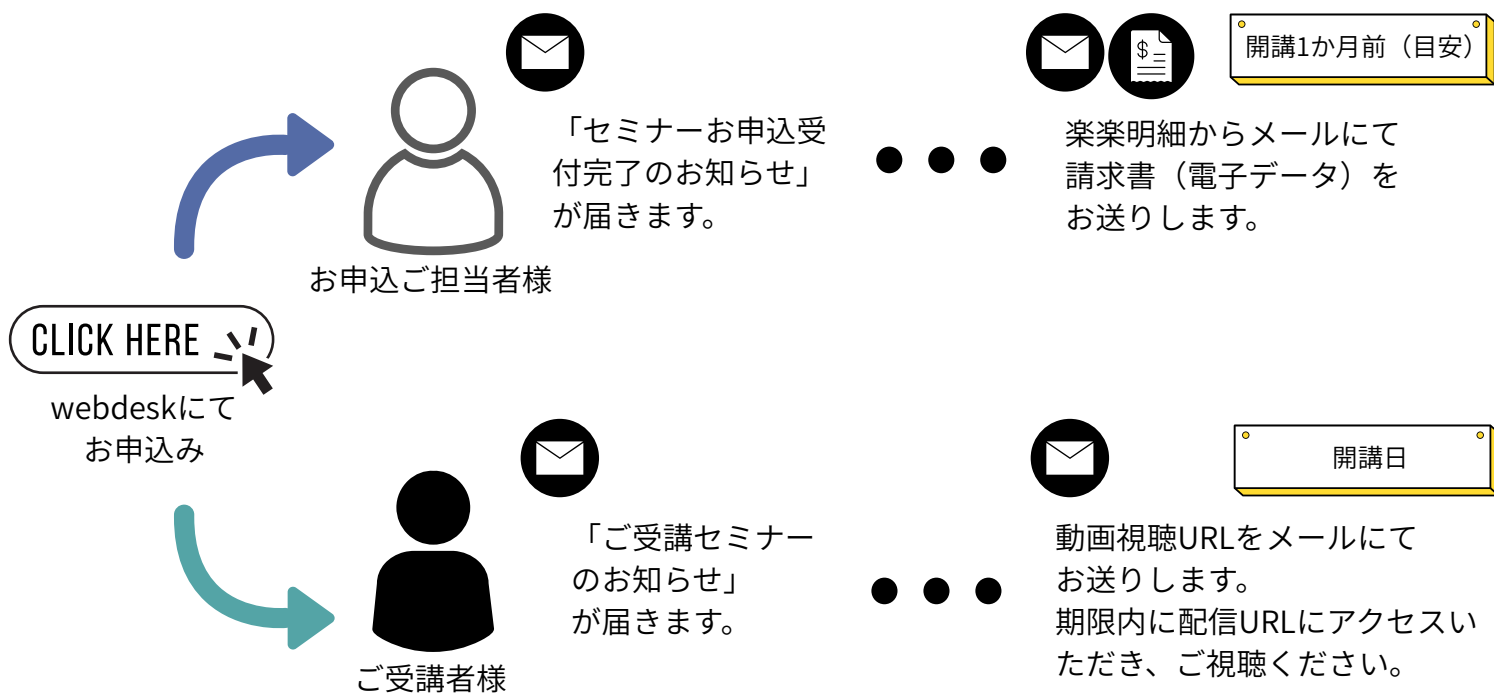 開講1か月前（目安）
「セミナーお申込受
付完了のお知らせ」
が届きます。
楽楽明細からメールにて
請求書（電子データ）を
お送りします。
お申込ご担当者様
CLICK HERE
webdeskにて
お申込み
開講日
「ご受講セミナー
のお知らせ」
が届きます。
動画視聴URLをメールにて
お送りします。
期限内に配信URLにアクセスい
ただき、ご視聴ください。
ご受講者様